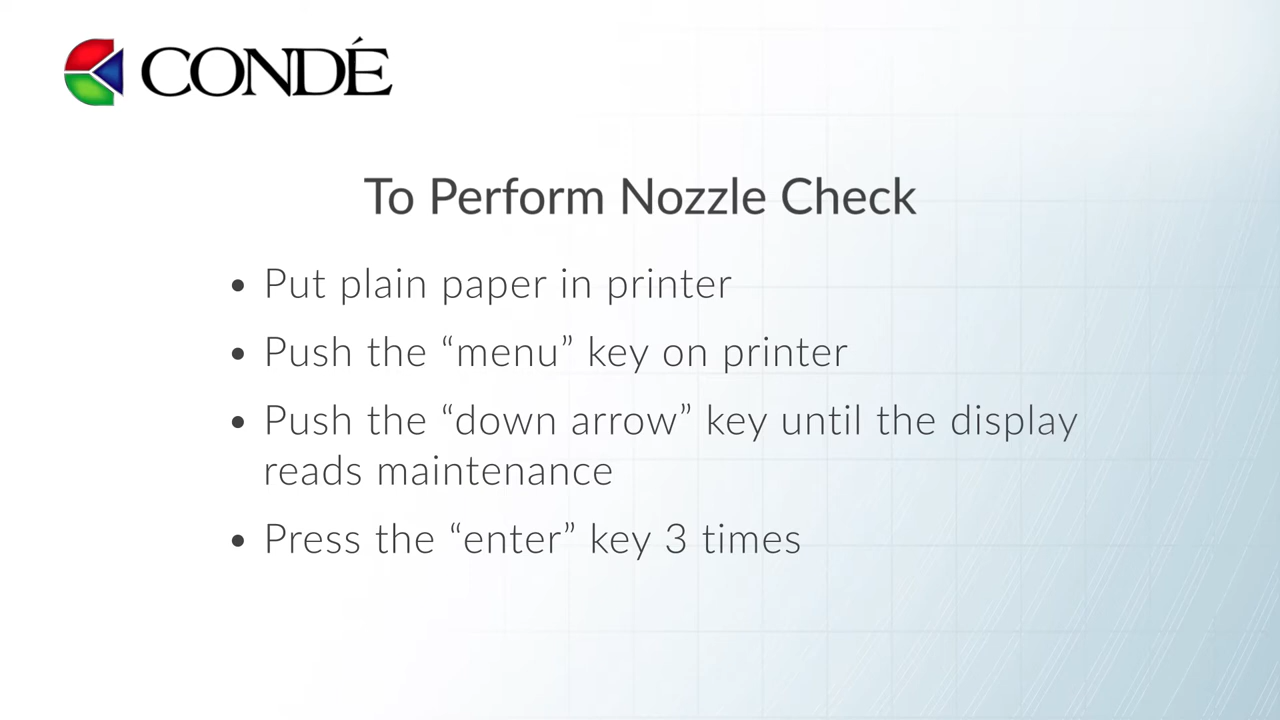 CONDÉ
To Perform Nozzle Check
• Put plain paper in printer
• Push the “menu” key on printer
• Push the “down arrow” key until the display
reads maintenance
• Press the “enter” key 3 times